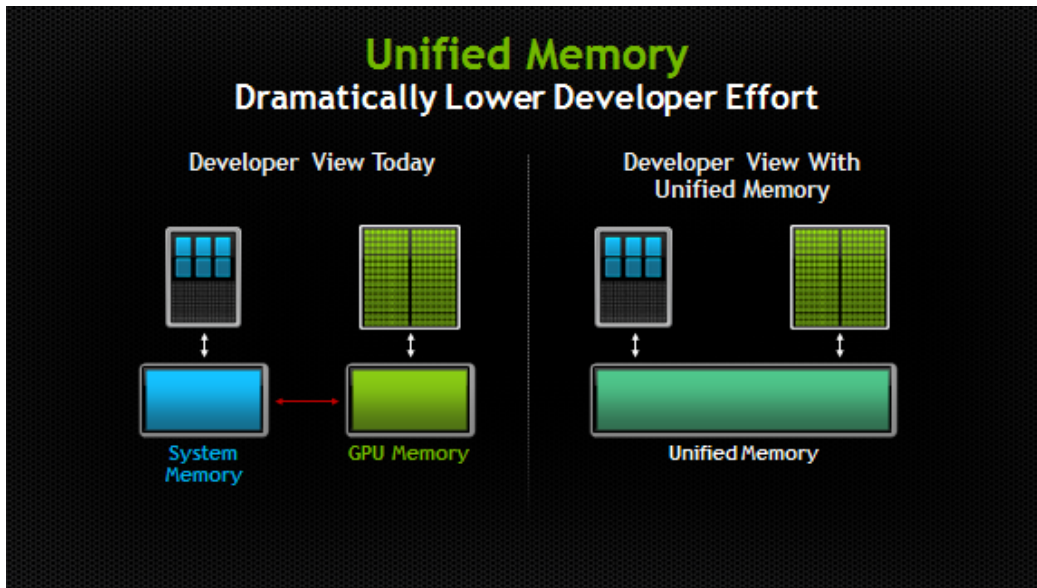 Unified Memory
Dramatically Lower Developer Effort
Developer View Today
Developer View With
Unified Memory
System
Memory
GPU Memory
Unified Memory